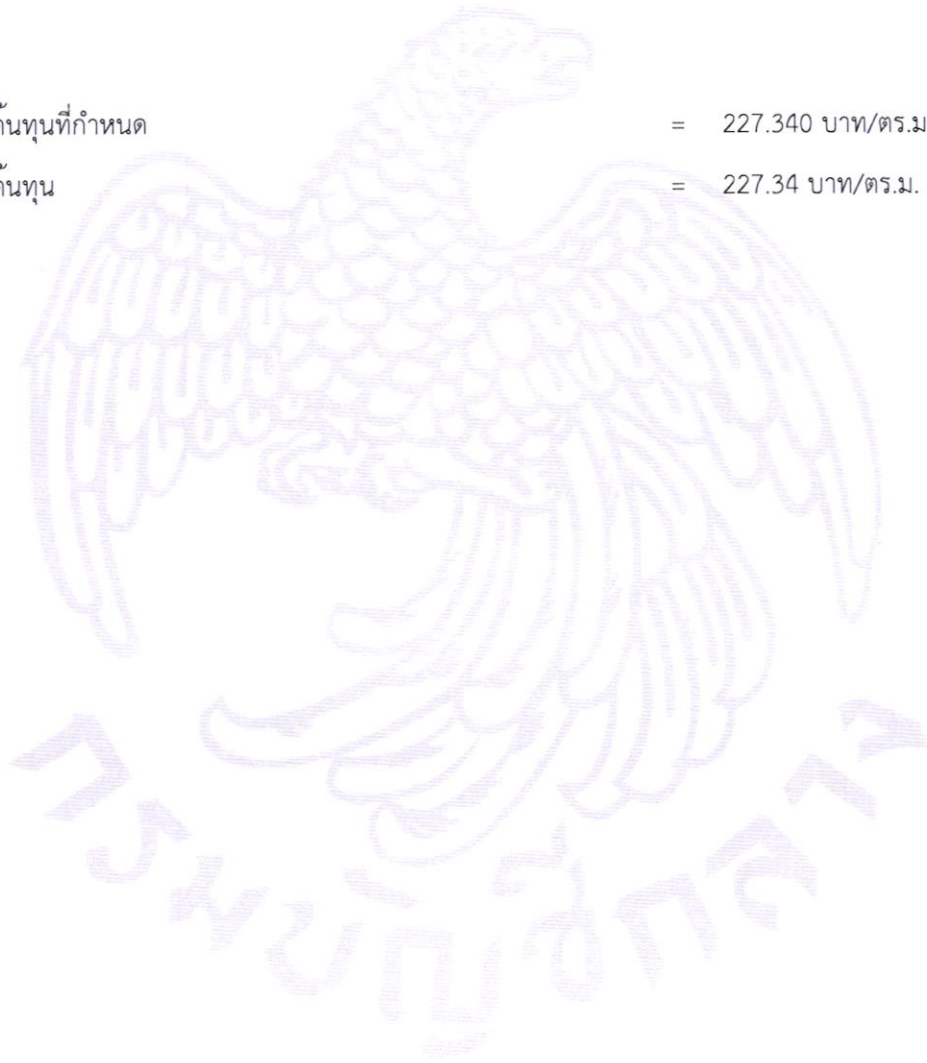 ต้นทุนที่กำหนด = 227.340 บาท/ตร.ม
ต้นทุน = 227.34 บาท/ตร.ม.
กรมบัญชีกลาง